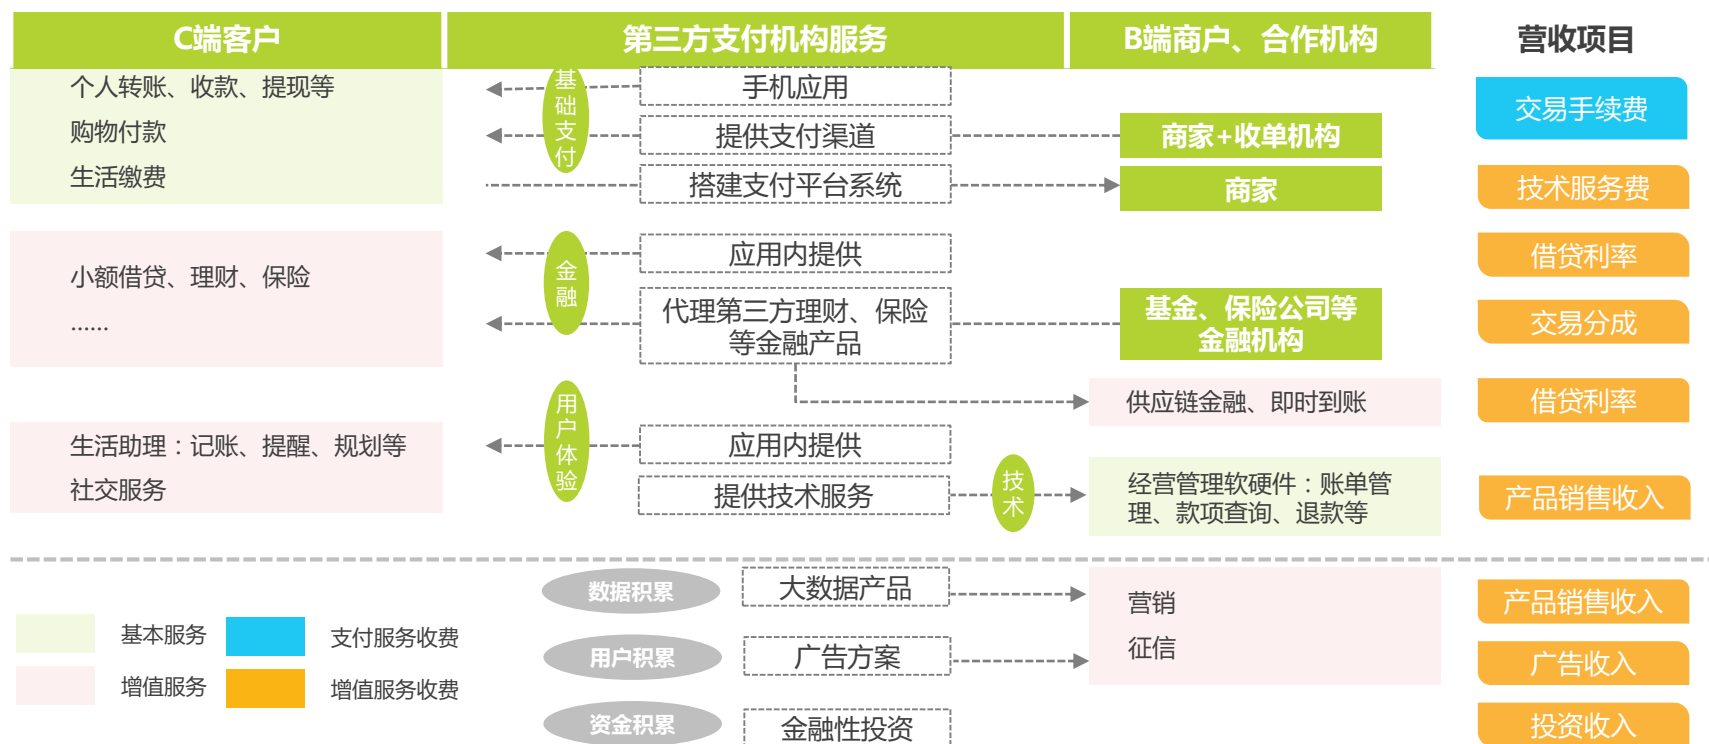 C端客户
第三方支付机构服务
B端商户、合作机构
营收项目
个人转账、收款、提现等
购物付款
生活缴费
基础支付
手机应用
提供支付渠道
搭建支付平台系统
商家+收单机构
商家
交易手续费
技术服务费
小额借贷、理财、保险
……
金融
应用内提供
代理第三方理财、保险
等金融产品
基金、保险公司等
金融机构
借贷利率
交易分成
供应链金融、即时到账
借贷利率
生活助理：记账、提醒、规划等
社交服务
用户体验
应用内提供
提供技术服务
技术
经营管理软硬件：账单管
理、款项查询、退款等
产品销售收入
数据积累
大数据产品
用户积累
广告方案
资金积累
金融性投资
营销
征信
产品销售收入
广告收入
投资收入
基本服务
支付服务收费
增值服务
增值服务收费